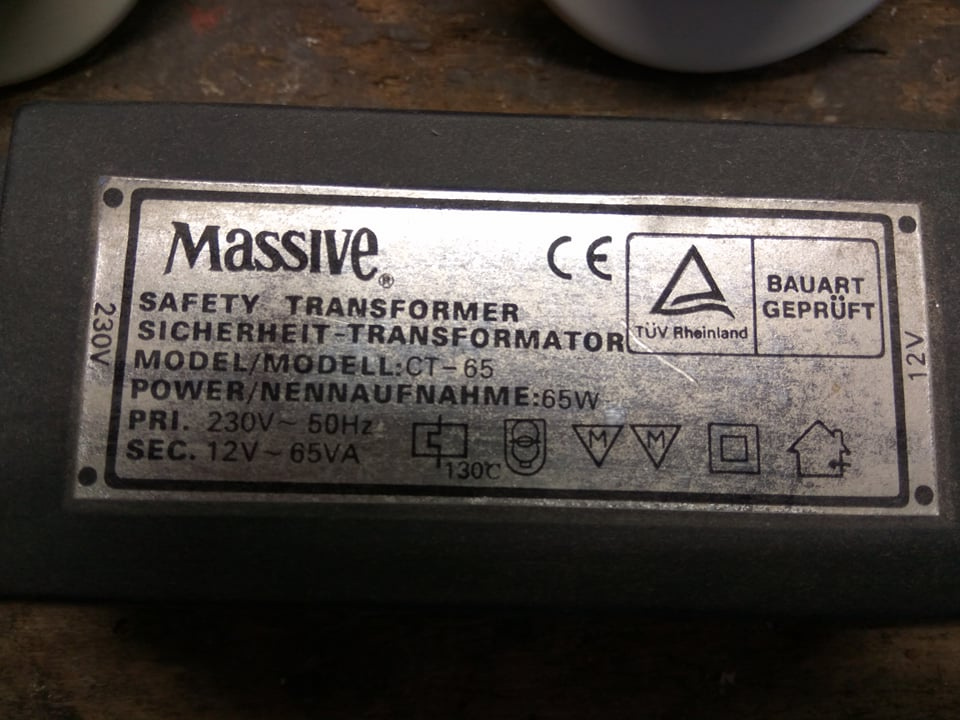 Massive®
CE
TÜV Rheinland
BAUART
GEPRÜFT
SAFETY TRANSFORMER
SICHERHEIT-TRANSFORMATOR
MODEL/MODELL:CT-65
POWER/NENNAUFNAHME:65W
PRI. 230V~ 50Hz
SEC. 12V~ 65VA
130°C
M M
230V
12V